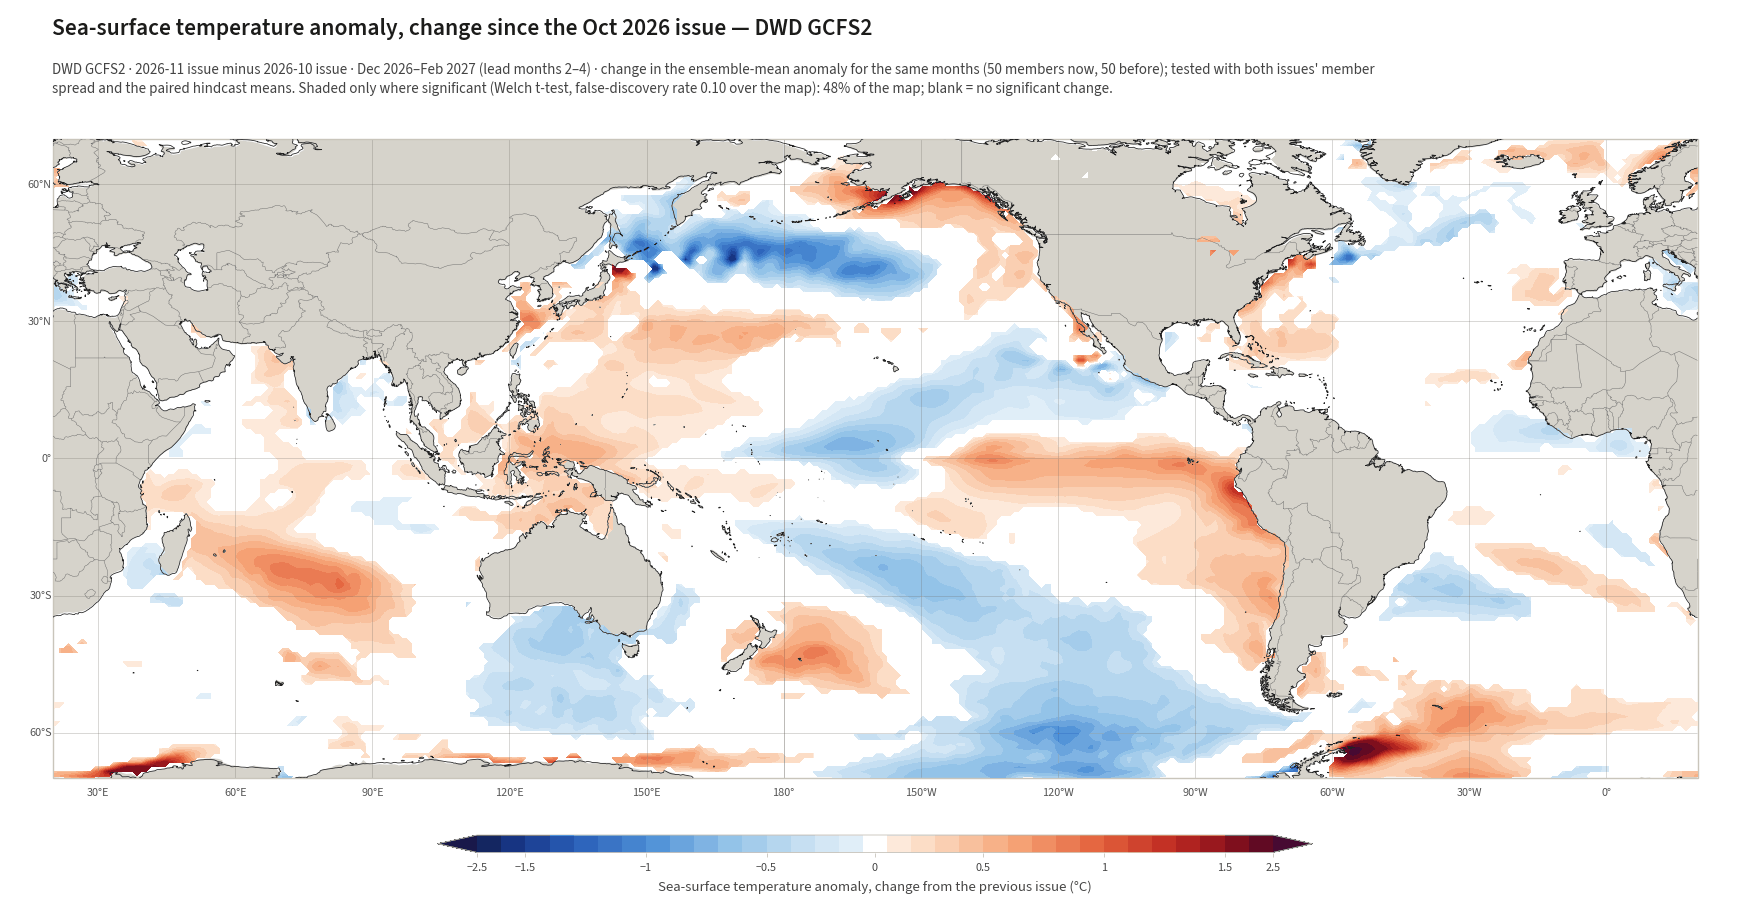 Sea-surface temperature anomaly, change since the Oct 2026 issue — DWD GCFS2
DWD GCFS2 · 2026-11 issue minus 2026-10 issue · Dec 2026–Feb 2027 (lead months 2–4) · change in the ensemble-mean anomaly for the same months (50 members now, 50 before); tested with both issues' member
spread and the paired hindcast means. Shaded only where significant (Welch t-test, false-discovery rate 0.10 over the map): 48% of the map; blank = no significant change.
60°N
30°N
0°
30°S
60°S
30°E 60°E 90°E 120°E 150°E 180° 150°W 120°W 90°W 60°W 30°W 0°
−2.5 −1.5 −1 −0.5 0 0.5 1 1.5 2.5
Sea-surface temperature anomaly, change from the previous issue (°C)